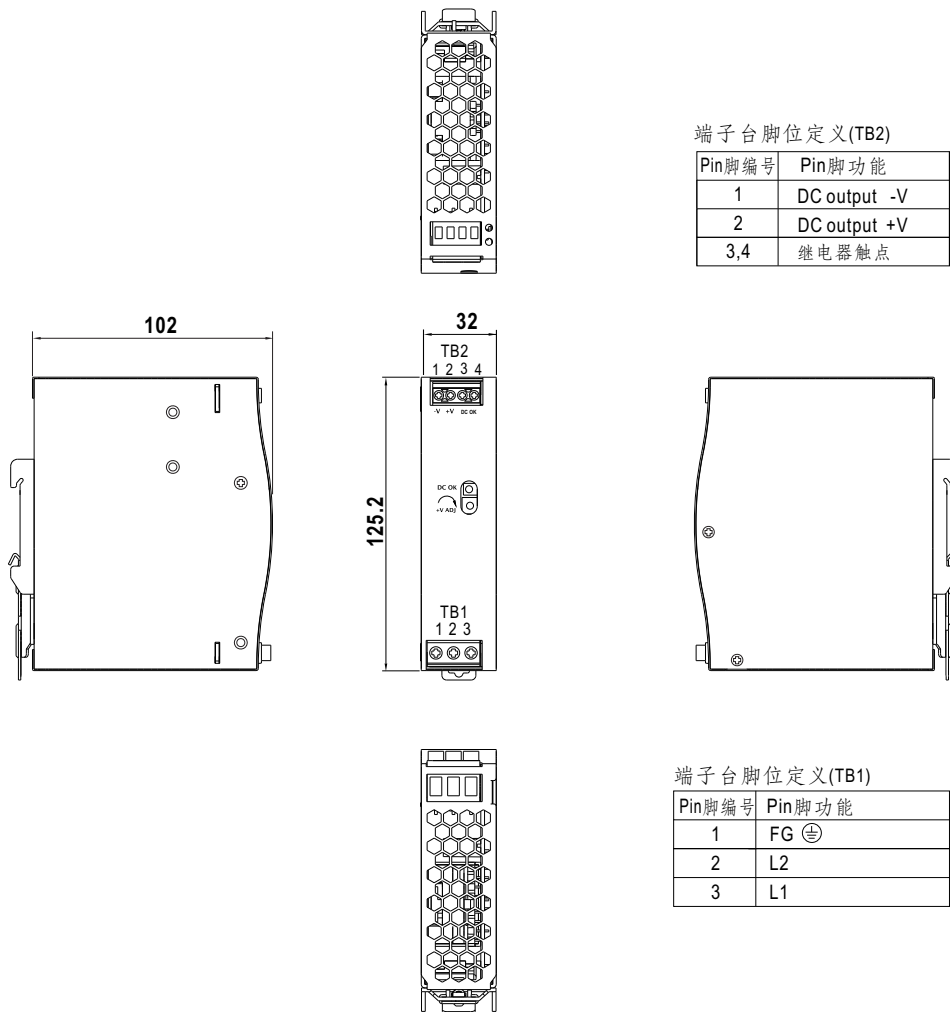 端子台脚位定义(TB2)
Pin脚编号 Pin脚功能
1 DC output -V
2 DC output +V
3,4 继电器触点
102
32
TB2
1 2 3 4
-V +V DC OK
125.2
DC OK
+V ADJ
TB1
1 2 3
端子台脚位定义(TB1)
Pin脚编号 Pin脚功能
1 FG
2 L2
3 L1